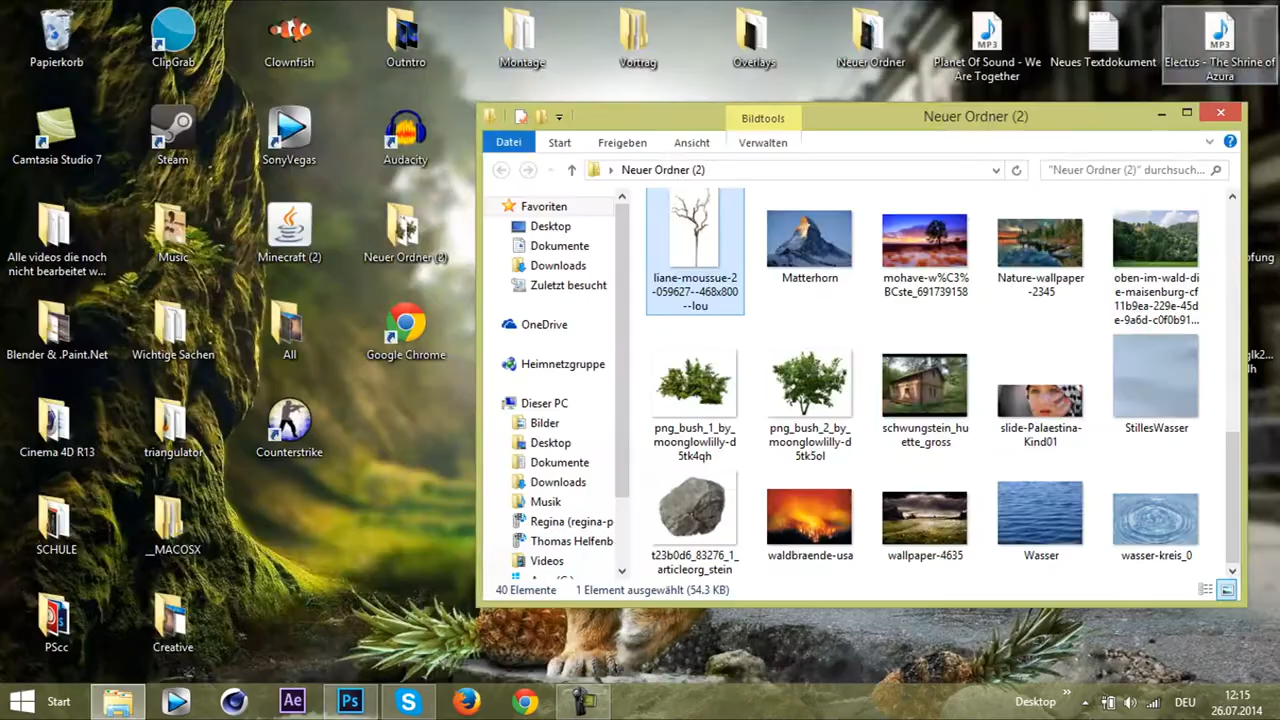 Papierkorb
ClipGrab
Clownfish
Outntro
Montage
Vortrag
Overlays
Neuer Ordner
MP3
Planet Of Sound - We
Are Together
Neues Textdokument
MP3
Electus - The Shrine of
Azura
Camtasia Studio 7
Steam
SonyVegas
Audacity
Alle videos die noch
nicht bearbeitet w...
Music
Minecraft (2)
Neuer Ordner (2)
Blender & .Paint.Net
Wichtige Sachen
All
Google Chrome
Cinema 4D R13
triangulator
Counterstrike
SCHULE
__MACOSX
PScc
Creative
Bildtools
Neuer Ordner (2)
Datei
Start
Freigeben
Ansicht
Verwalten
Neuer Ordner (2)
"Neuer Ordner (2)" durchsuch...
Favoriten
Desktop
Dokumente
Downloads
Zuletzt besucht
OneDrive
Heimnetzgruppe
Dieser PC
Bilder
Desktop
Dokumente
Downloads
Musik
Regina (regina-p
Thomas Helfenb
Videos
liane-moussue-2
-059627--468x800
--lou
Matterhorn
mohave-w%C3%
BCste_691739158
Nature-wallpaper
-2345
oben-im-wald-di
e-maisenburg-cf
11b9ea-229e-45d
e-9a6d-c0f0b91...
png_bush_1_by_
moonglowlilly-d
5tk4qh
png_bush_2_by_
moonglowlilly-d
5tk5ol
schwungstein_hu
ette_gross
slide-Palaestina-
Kind01
StillesWasser
t23b0d6_83276_1_
articleorg_stein
waldbraende-usa
wallpaper-4635
Wasser
wasser-kreis_0
40 Elemente
1 Element ausgewählt (54.3 KB)
Start
Ae
Ps
Desktop
DEU
12:15
26.07.2014